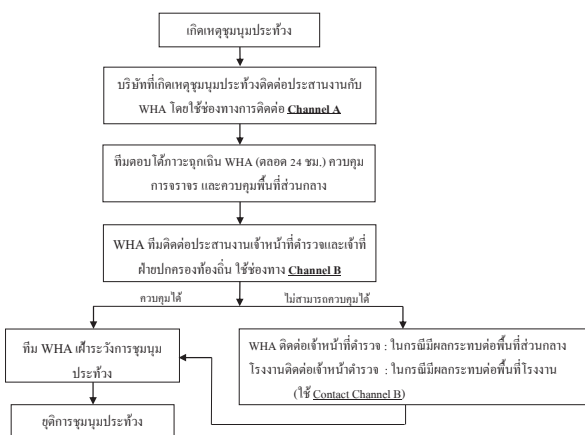 เกิดเหตุชุมนุมประท้วง
บริษัทที่เกิดเหตุชุมนุมประท้วงติดต่อประสานงานกับ
WHA โดยใช้ช่องทางการติดต่อ Channel A
ทีมตอบโต้ภาวะฉุกเฉิน WHA (ตลอด 24 ชม.) ควบคุม
การจราจร และควบคุมพื้นที่ส่วนกลาง
WHA ทีมติดต่อประสานงานเจ้าหน้าที่ตำรวจและเจ้าที่
ฝ่ายปกครองท้องถิ่น ใช้ช่องทาง Channel B
ควบคุมได้
ไม่สามารถควบคุมได้
ทีม WHA เฝ้าระวังการชุมนุม
ประท้วง
WHA ติดต่อเจ้าหน้าที่ตำรวจ : ในกรณีมีผลกระทบต่อพื้นที่ส่วนกลาง
โรงงานติดต่อเจ้าหน้าตำรวจ : ในกรณีมีผลกระทบต่อพื้นที่โรงงาน
(ใช้ Contact Channel B)
ยุติการชุมนุมประท้วง